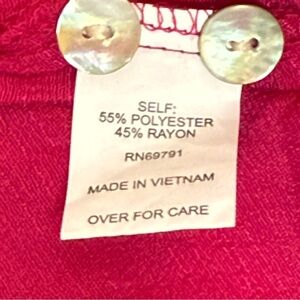 SELF:
55% POLYESTER
45% RAYON
RN69791
MADE IN VIETNAM
OVER FOR CARE